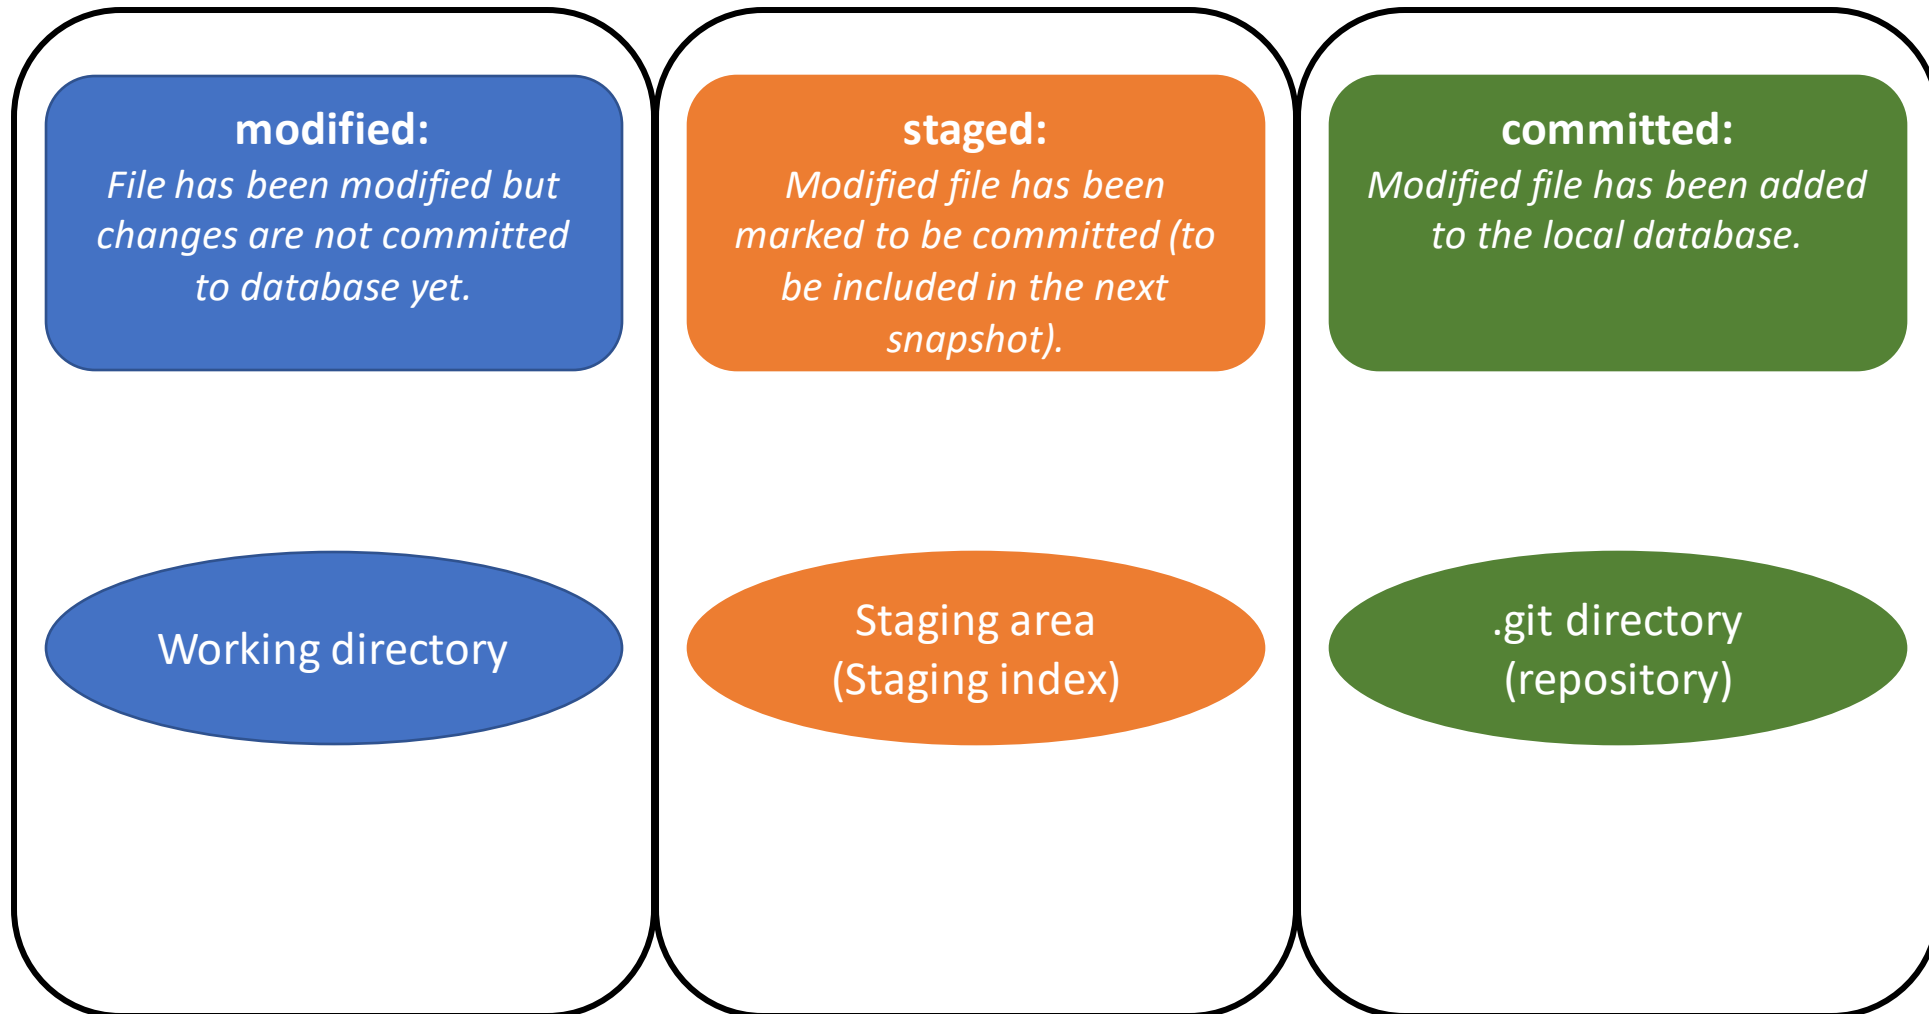 modified:
File has been modified but
changes are not committed
to database yet.
staged:
Modified file has been
marked to be committed (to
be included in the next
snapshot).
committed:
Modified file has been added
to the local database.
Working directory
Staging area
(Staging index)
.git directory
(repository)